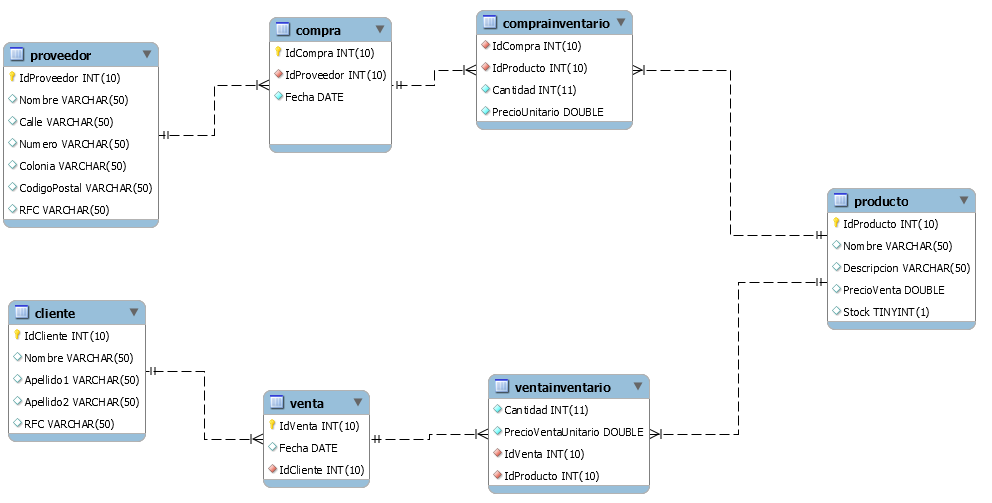 proveedor
IdProveedor INT(10)
Nombre VARCHAR(50)
Calle VARCHAR(50)
Numero VARCHAR(50)
Colonia VARCHAR(50)
CodigoPostal VARCHAR(50)
RFC VARCHAR(50)
compra
IdCompra INT(10)
IdProveedor INT(10)
Fecha DATE
comprainventario
IdCompra INT(10)
IdProducto INT(10)
Cantidad INT(11)
PrecioUnitario DOUBLE
producto
IdProducto INT(10)
Nombre VARCHAR(50)
Descripcion VARCHAR(50)
PrecioVenta DOUBLE
Stock TINYINT(1)
cliente
IdCliente INT(10)
Nombre VARCHAR(50)
Apellido1 VARCHAR(50)
Apellido2 VARCHAR(50)
RFC VARCHAR(50)
venta
IdVenta INT(10)
Fecha DATE
IdCliente INT(10)
ventainventario
Cantidad INT(11)
PrecioVentaUnitario DOUBLE
IdVenta INT(10)
IdProducto INT(10)